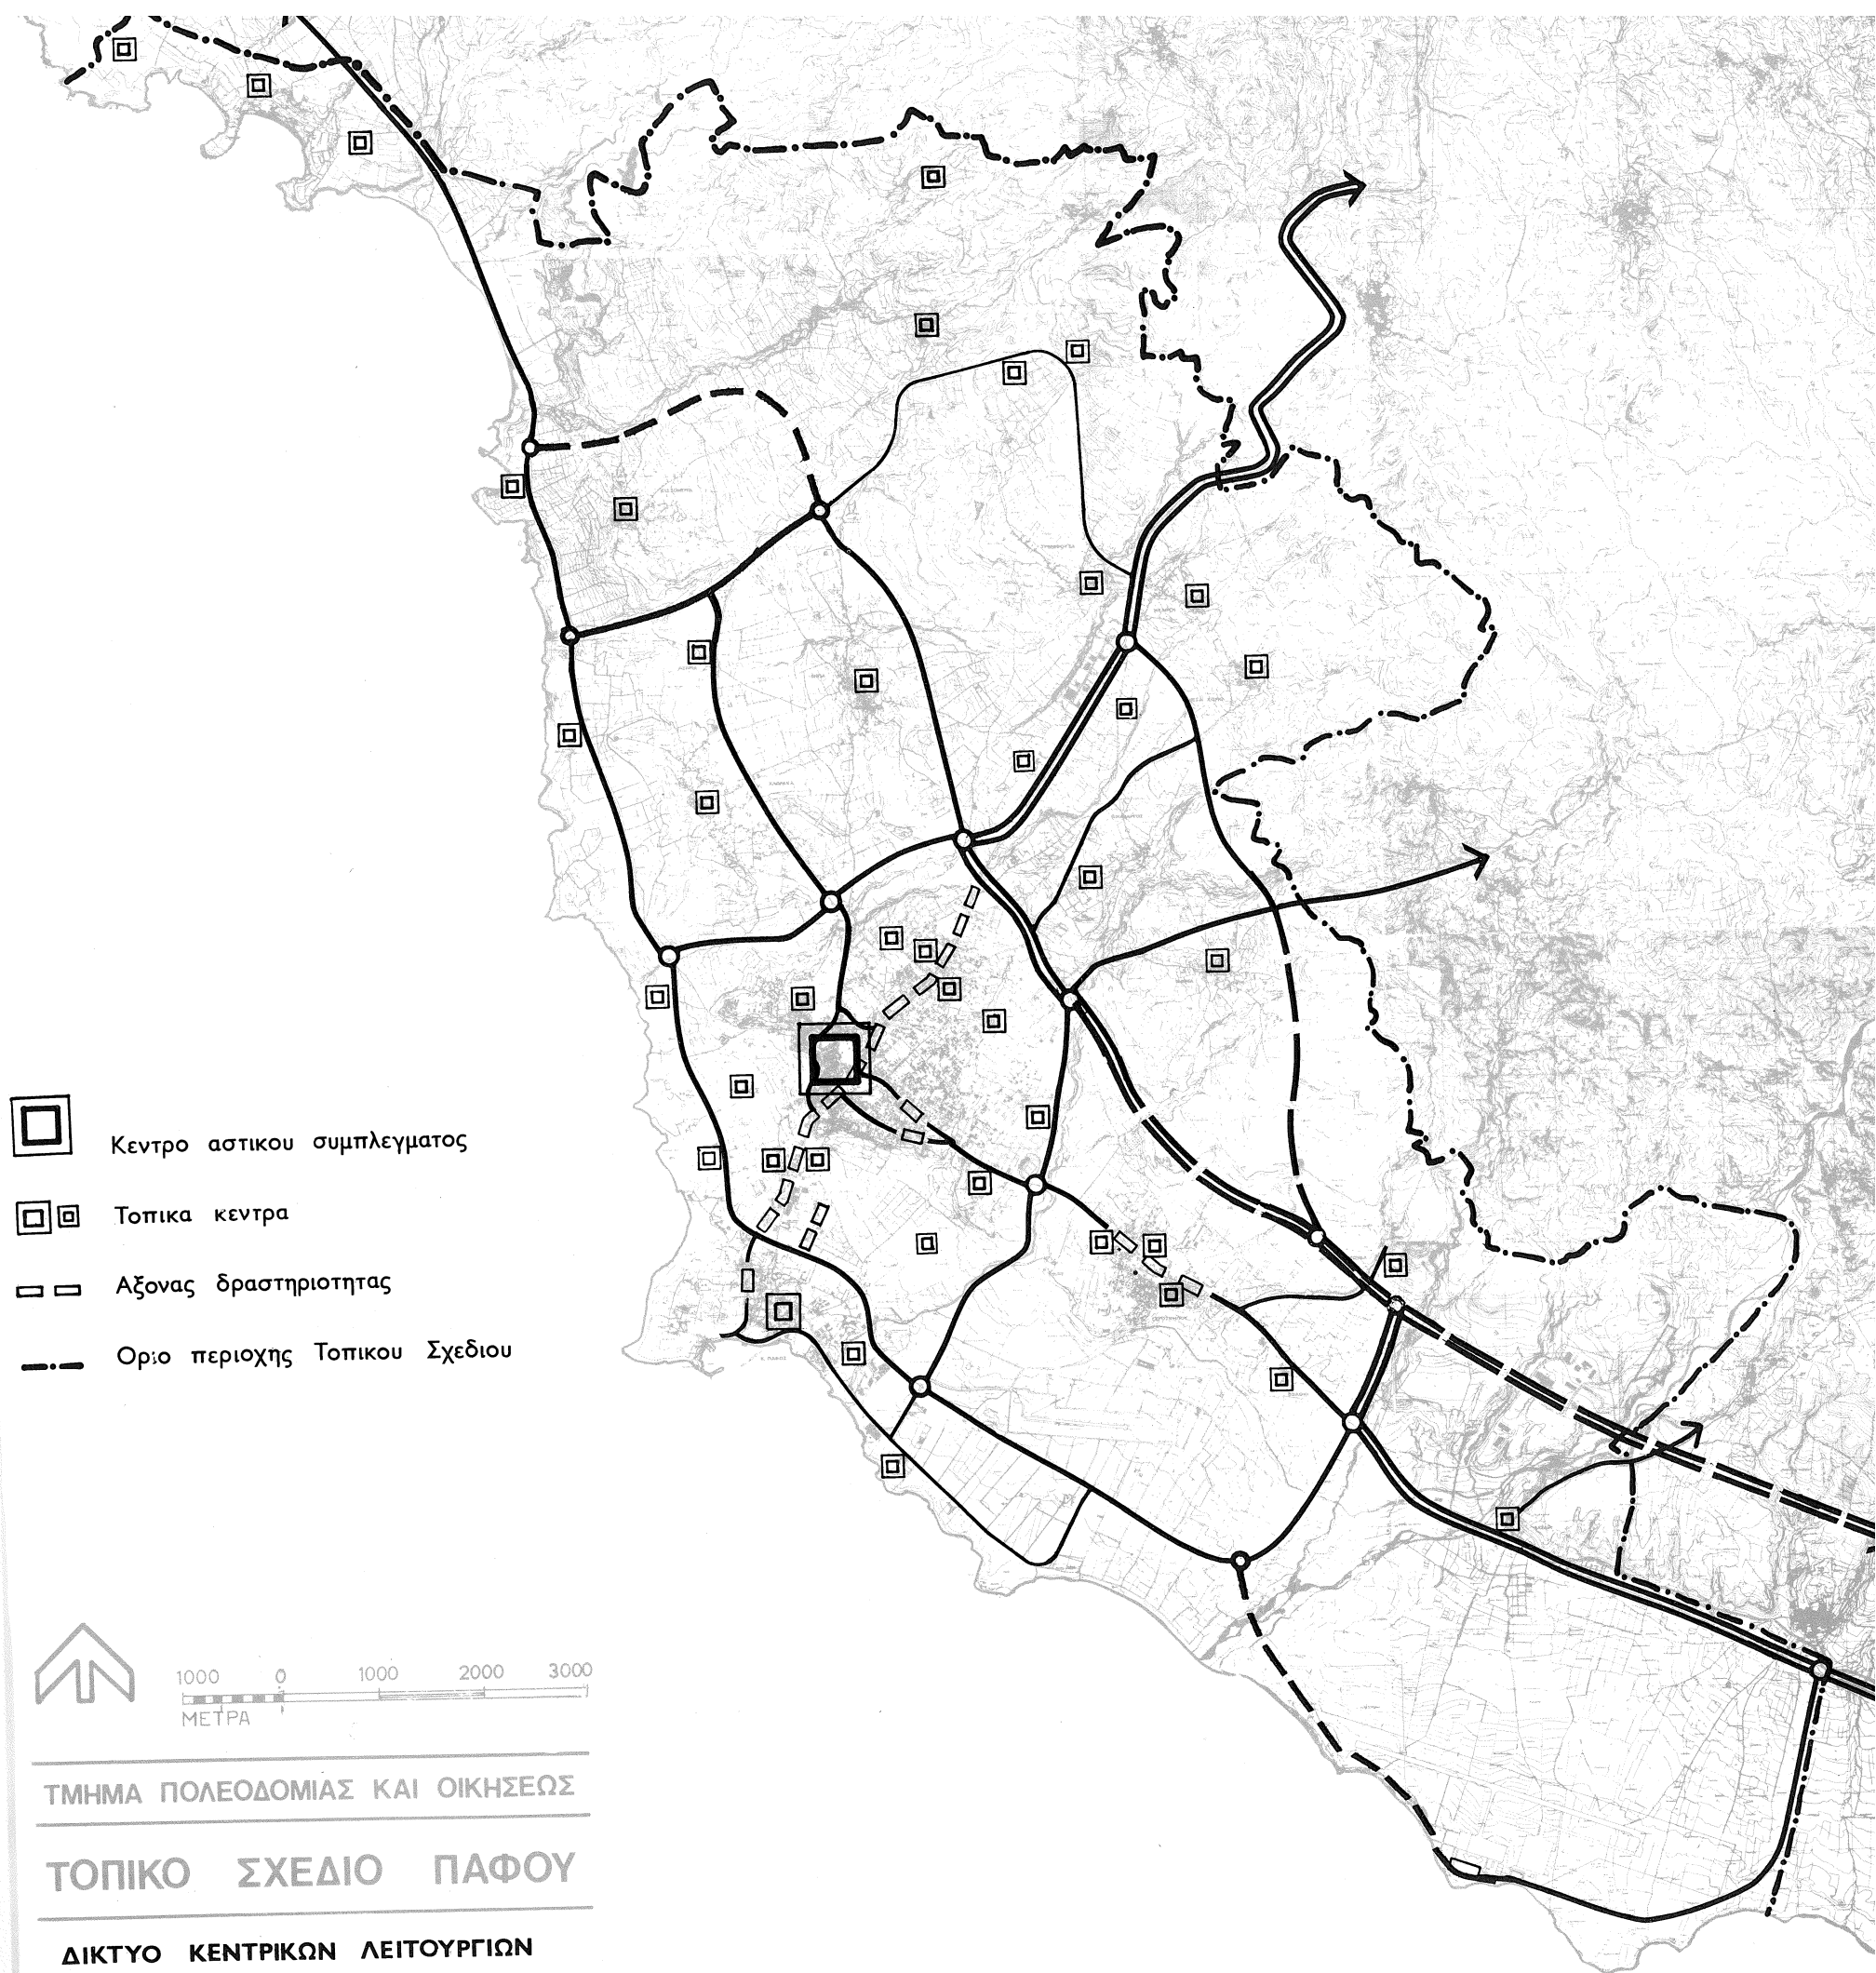 Κεντρο αστικου συμπλεγματος
Τοπικα κεντρα
Αξονας δραστηριοτητας
Οριο περιοχης Τοπικου Σχεδιου
1000 0 1000 2000 3000
ΜΕΤΡΑ
ΤΜΗΜΑ ΠΟΛΕΟΔΟΜΙΑΣ ΚΑΙ ΟΙΚΗΣΕΩΣ
ΤΟΠΙΚΟ ΣΧΕΔΙΟ ΠΑΦΟΥ
ΔΙΚΤΥΟ ΚΕΝΤΡΙΚΩΝ ΛΕΙΤΟΥΡΓΙΩΝ